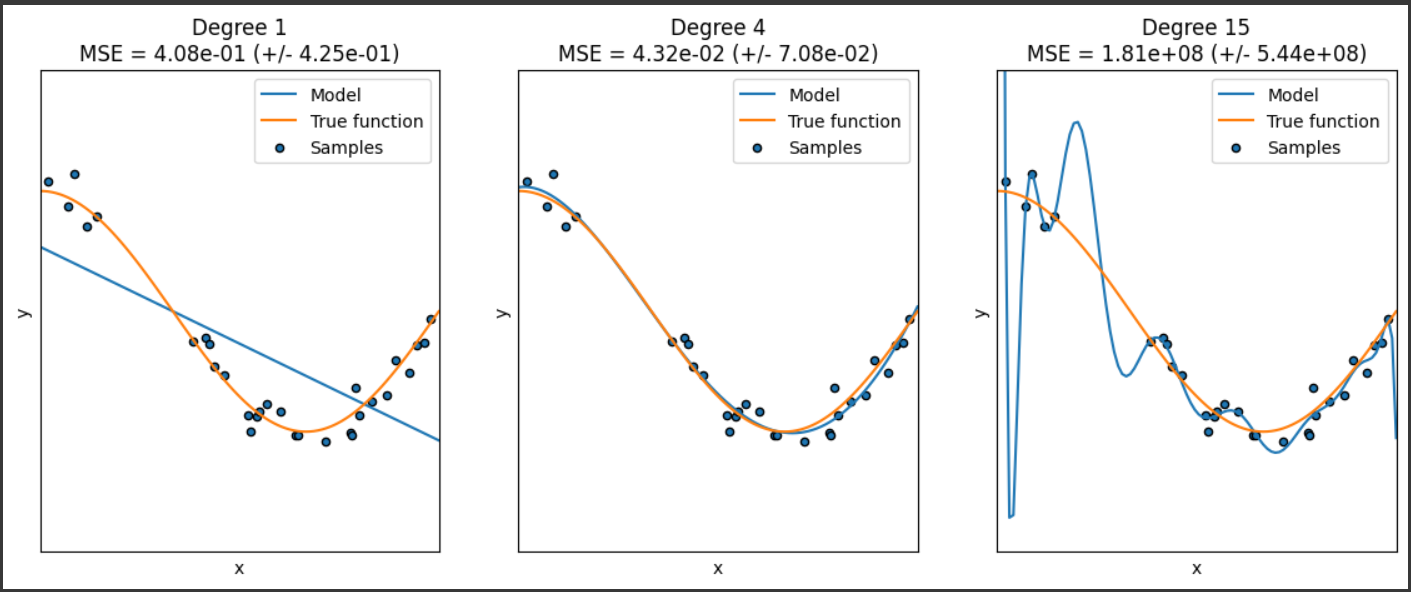 Degree 1
MSE = 4.08e-01 (+/- 4.25e-01)
Model
True function
Samples
y
x
Degree 4
MSE = 4.32e-02 (+/- 7.08e-02)
Model
True function
Samples
y
x
Degree 15
MSE = 1.81e+08 (+/- 5.44e+08)
Model
True function
Samples
y
x